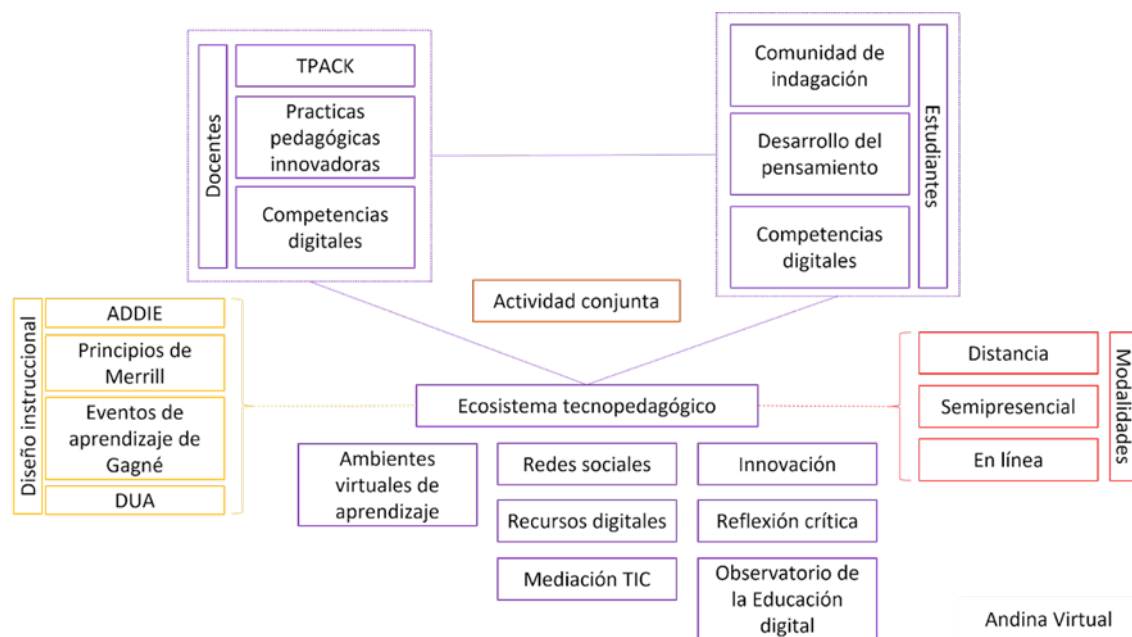 Docentes
TPACK
Practicas
pedagógicas
innovadoras
Competencias
digitales
Comunidad de
indagación
Desarrollo del
pensamiento
Competencias
digitales
Estudiantes
Actividad conjunta
Diseño instruccional
ADDIE
Principios de
Merrill
Eventos de
aprendizaje de
Gagné
DUA
Ecosistema tecnopedagógico
Ambientes
virtuales de
aprendizaje
Redes sociales
Recursos digitales
Mediación TIC
Innovación
Reflexión crítica
Observatorio de
la Educación
digital
Distancia
Semipresencial
En línea
Modalidades
Andina Virtual